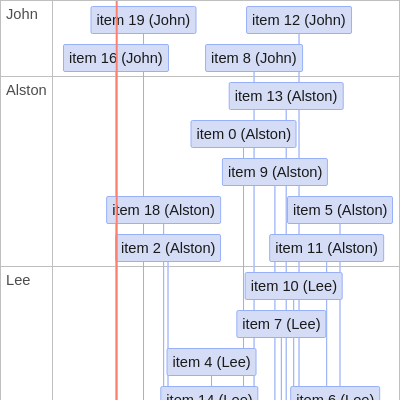 John
item 19 (John)
item 12 (John)
item 16 (John)
item 8 (John)
Alston
item 13 (Alston)
item 0 (Alston)
item 9 (Alston)
item 18 (Alston)
item 5 (Alston)
item 2 (Alston)
item 11 (Alston)
Lee
item 10 (Lee)
item 7 (Lee)
item 4 (Lee)
item 14 (Lee)
item 6 (Lee)